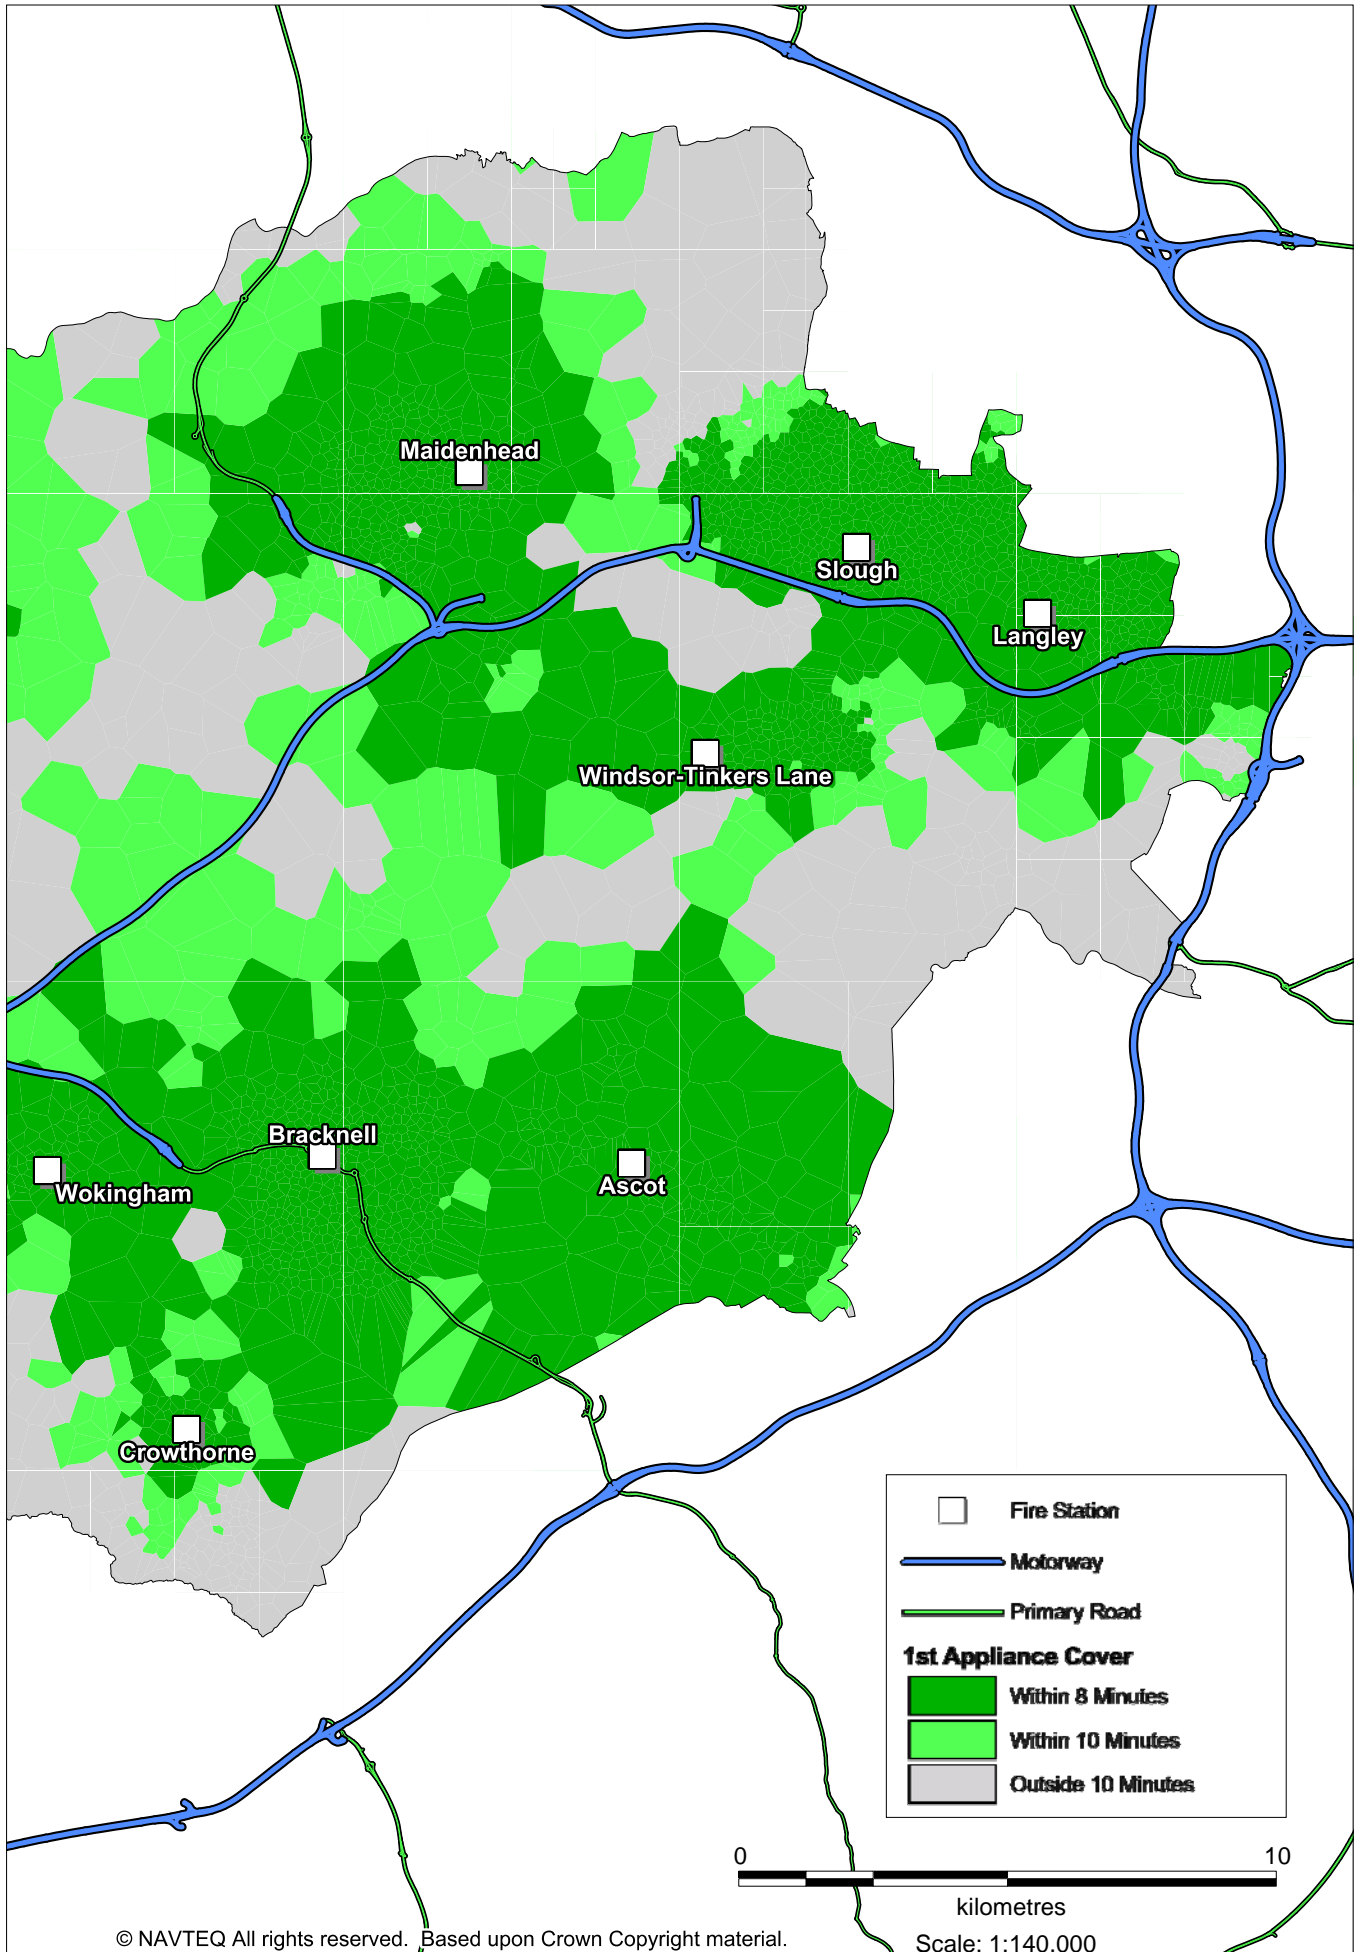 Maidenhead
Slough
Langley
Windsor-Tinkers Lane
Bracknell
Wokingham
Ascot
Crowthorne
Fire Station
Motorway
Primary Road
1st Appliance Cover
Within 8 Minutes
Within 10 Minutes
Outside 10 Minutes
0 10
kilometres
© NAVTEQ All rights reserved. Based upon Crown Copyright material.
Scale: 1:140,000